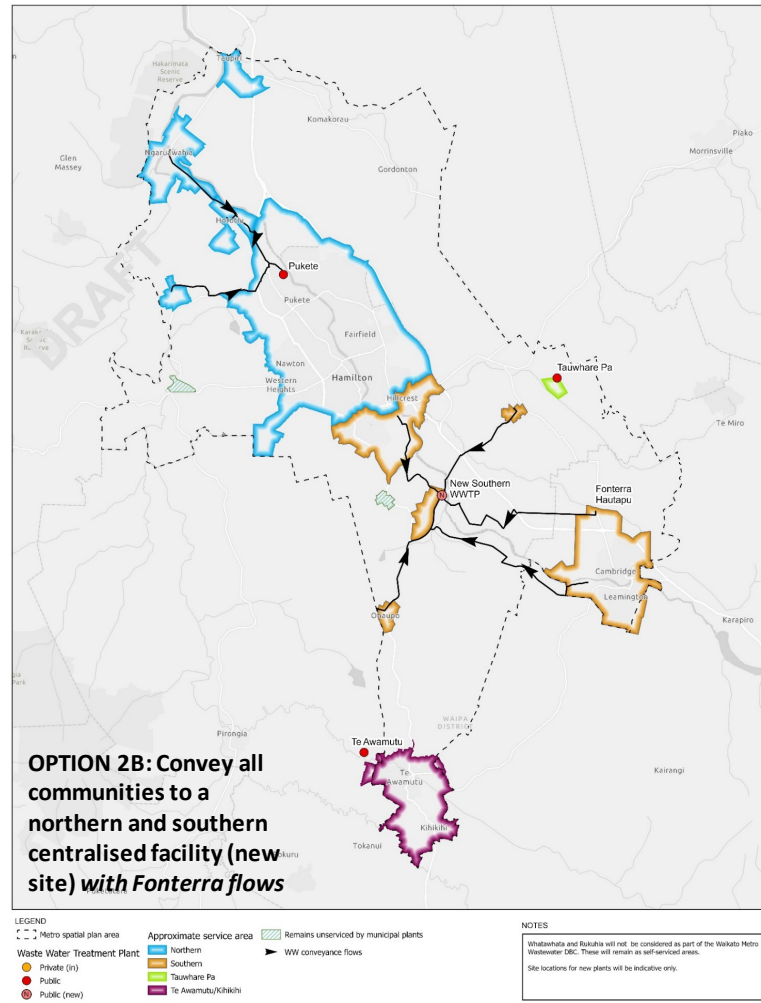 Taupiri
Hakarimata
Scenic
Reserve
Komakorau
Piako
Morrinsville
Glen
Massey
Ngaruawahia
Gordonton
Horotiu
DRAFT
Pukete
Pukete
Fairfield
Nawton
Western
Heights
Hamilton
Hillcrest
Tauwhare Pa
Te Miro
New Southern
WWTP
Fonterra
Hautapu
Cambridge
Leamington
Karapiro
Ohaupo
WAIPA
DISTRICT
Pirongia
Te Awamutu
Te
Awamutu
Kairangi
Kihikihi
Tokanui
OPTION 2B: Convey all
communities to a
northern and southern
centralised facility (new
site) with Fonterra flows
LEGEND
Metro spatial plan area
Waste Water Treatment Plant
Private (in)
Public
N Public (new)
Approximate service area
Northern
Southern
Tauwhare Pa
Te Awamutu/Kihikihi
Remains unserviced by municipal plants
WW conveyance flows
NOTES
Whatawhata and Rukuhia will not be considered as part of the Waikato Metro
Wastewater DBC. These will remain as self-serviced areas.
Site locations for new plants will be indicative only.